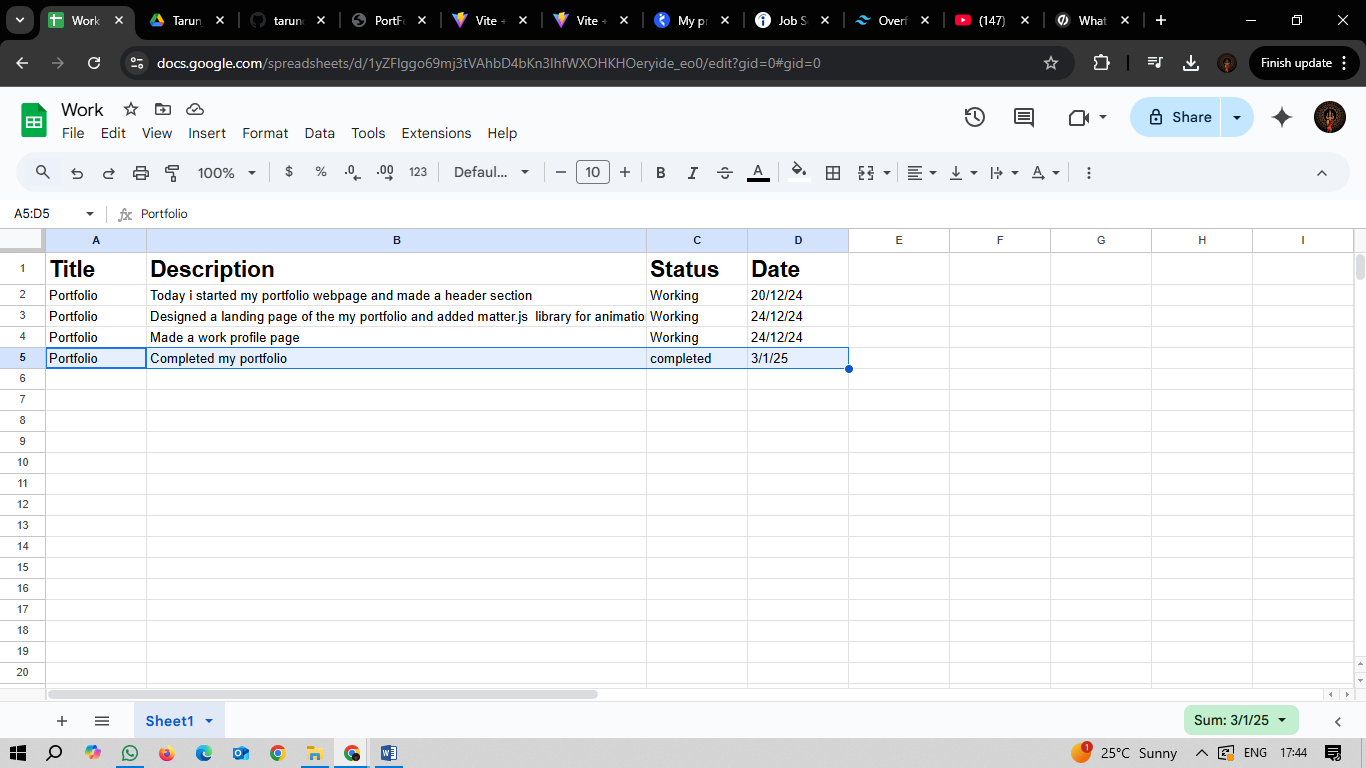 Work
Tarun
tarun
PortFo
Vite
Vite
My pr
Job S
Overf
(147)
What
docs.google.com/spreadsheets/d/1yZFlggo69mj3tVAhbD4bKn3lhfWXOHKHOeryide_eo0/edit?gid=0#gid=0
Finish update
Work
File Edit View Insert Format Data Tools Extensions Help
Share
100% $ % .0 .00 123 Defaul... 10 B I S A
A5:D5 fx Portfolio
A B C D E F G H I
1 Title Description Status Date
2 Portfolio Today i started my portfolio webpage and made a header section Working 20/12/24
3 Portfolio Designed a landing page of the my portfolio and added matter.js library for animatio Working 24/12/24
4 Portfolio Made a work profile page Working 24/12/24
5 Portfolio Completed my portfolio completed 3/1/25
6
7
8
9
10
11
12
13
14
15
16
17
18
19
20
Sheet1
Sum: 3/1/25
1 25°C Sunny ENG 17:44